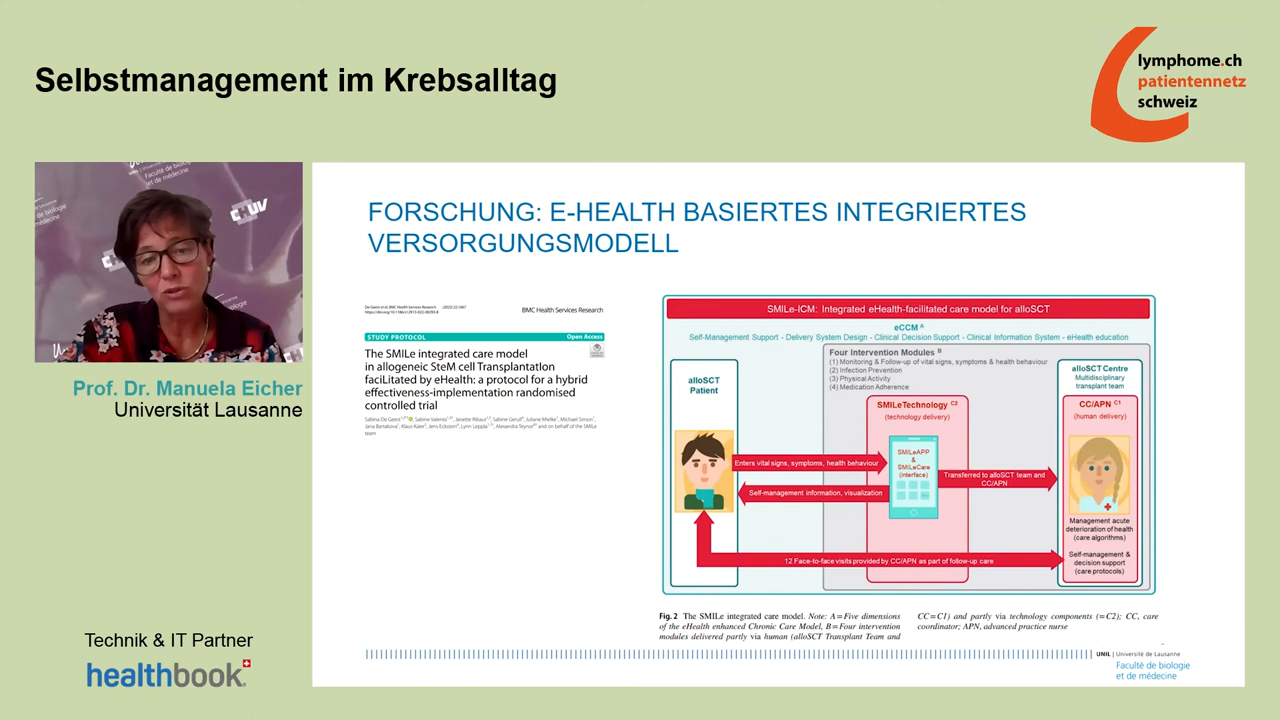 Selbstmanagement im Krebsalltag
lymphome.ch
patientennetz
schweiz
Faculté de biologie
et de médecine
Prof. Dr. Manuela Eicher
Universität Lausanne
Technik & IT Partner
healthbook
FORSCHUNG: E-HEALTH BASIERTES INTEGRIERTES
VERSORGUNGSMODELL
BMC Health Services Research
STUDY PROTOCOL
Open Access
The SMILe integrated care model
in allogeneic SteM cell TransplantatIon
faciLitated by eHealth: a protocol for a hybrid
effectiveness-implementation randomised
controlled trial
SMILe-ICM: Integrated eHealth-facilitated care model for alloSCT
eCCM A
Self-Management Support - Delivery System Design - Clinical Decision Support - Clinical Information System - eHealth education
Four Intervention Modules B
(1) Monitoring & Follow-up of vital signs, symptoms & health behaviour
(2) Infection Prevention
(3) Physical Activity
(4) Medication Adherence
alloSCT
Patient
SMILeTechnology C2
(technology delivery)
SMILeAPP
&
SMILeCare
(interface)
alloSCT Centre
Multidisciplinary
transplant team
CC/APN C1
(human delivery)
Enters vital signs, symptoms, health behaviour
Self-management information, visualization
Transferred to alloSCT team and
CC/APN
Management acute
deterioration of health
(care algorithms)
Self-management &
decision support
(care protocols)
12 Face-to-face visits provided by CC/APN as part of follow-up care
Fig. 2 The SMILe integrated care model. Note: A = Five dimensions
of the eHealth enhanced Chronic Care Model, B = Four intervention
modules delivered partly via human (alloSCT Transplant Team and
CC = C1) and partly via technology components (= C2); CC, care
coordinator; APN, advanced practice nurse
UNIL | Université de Lausanne
Faculté de biologie
et de médecine